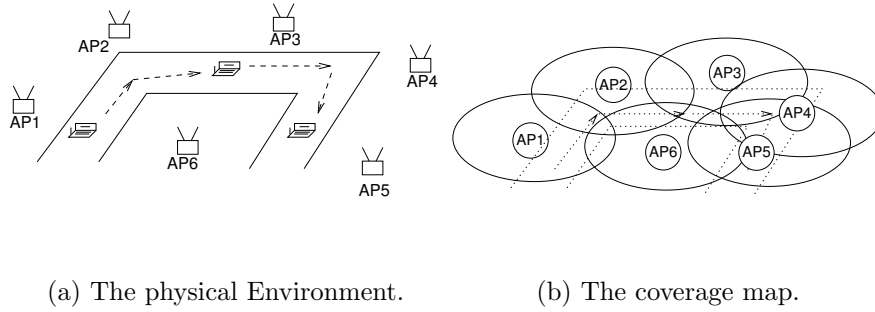 AP2
AP3
AP4
AP1
AP6
AP5
AP2
AP3
AP4
AP1
AP6
AP5
(a) The physical Environment.
(b) The coverage map.